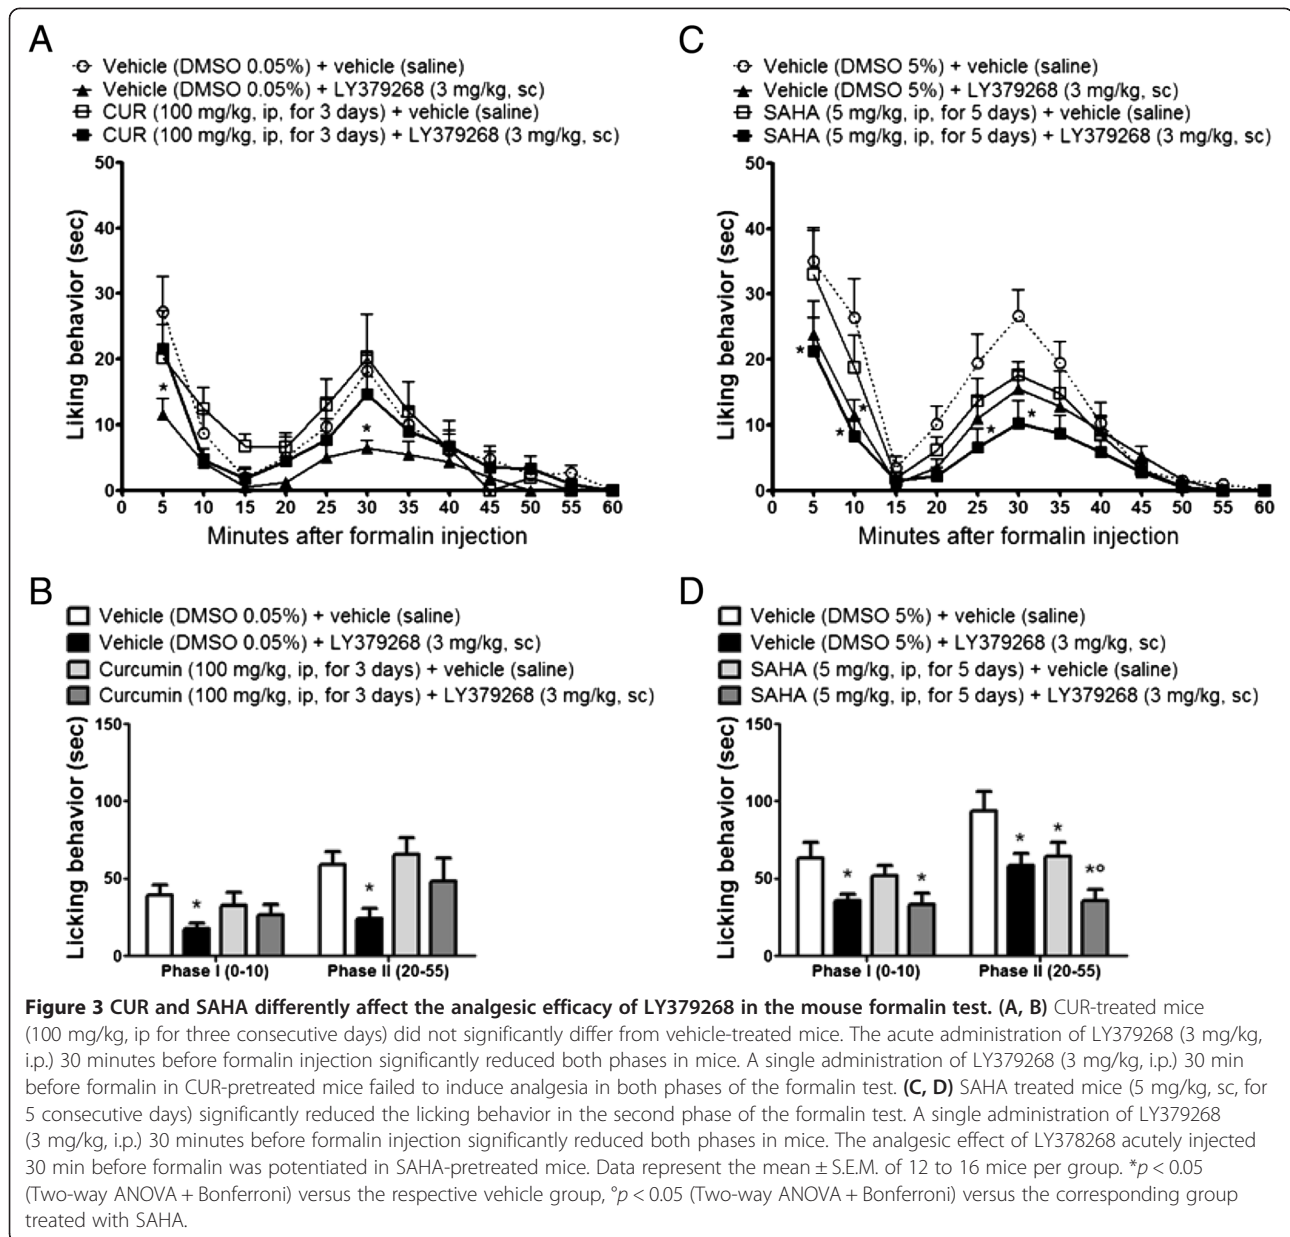 A
Vehicle (DMSO 0.05%) + vehicle (saline)
Vehicle (DMSO 0.05%) + LY379268 (3 mg/kg, sc)
CUR (100 mg/kg, ip, for 3 days) + vehicle (saline)
CUR (100 mg/kg, ip, for 3 days) + LY379268 (3 mg/kg, sc)
50
40
30
20
10
0
Liking behavior (sec)
*
*
0 5 10 15 20 25 30 35 40 45 50 55 60
Minutes after formalin injection
C
Vehicle (DMSO 5%) + vehicle (saline)
Vehicle (DMSO 5%) + LY379268 (3 mg/kg, sc)
SAHA (5 mg/kg, ip, for 5 days) + vehicle (saline)
SAHA (5 mg/kg, ip, for 5 days) + LY379268 (3 mg/kg, sc)
50
40
30
20
10
0
Licking behavior (sec)
*
*
*
*
*
0 5 10 15 20 25 30 35 40 45 50 55 60
Minutes after formalin injection
B
Vehicle (DMSO 0.05%) + vehicle (saline)
Vehicle (DMSO 0.05%) + LY379268 (3 mg/kg, sc)
Curcumin (100 mg/kg, ip, for 3 days) + vehicle (saline)
Curcumin (100 mg/kg, ip, for 3 days) + LY379268 (3 mg/kg, sc)
150
100
50
0
Licking behavior (sec)
*
*
Phase I (0-10) Phase II (20-55)
D
Vehicle (DMSO 5%) + vehicle (saline)
Vehicle (DMSO 5%) + LY379268 (3 mg/kg, sc)
SAHA (5 mg/kg, ip, for 5 days) + vehicle (saline)
SAHA (5 mg/kg, ip, for 5 days) + LY379268 (3 mg/kg, sc)
150
100
50
0
Licking behavior (sec)
*
*
*
*
*°
Phase I (0-10) Phase II (20-55)
Figure 3 CUR and SAHA differently affect the analgesic efficacy of LY379268 in the mouse formalin test. (A, B) CUR-treated mice
(100 mg/kg, ip for three consecutive days) did not significantly differ from vehicle-treated mice. The acute administration of LY379268 (3 mg/kg,
i.p.) 30 minutes before formalin injection significantly reduced both phases in mice. A single administration of LY379268 (3 mg/kg, i.p.) 30 min
before formalin in CUR-pretreated mice failed to induce analgesia in both phases of the formalin test. (C, D) SAHA treated mice (5 mg/kg, sc, for
5 consecutive days) significantly reduced the licking behavior in the second phase of the formalin test. A single administration of LY379268
(3 mg/kg, i.p.) 30 minutes before formalin injection significantly reduced both phases in mice. The analgesic effect of LY378268 acutely injected
30 min before formalin was potentiated in SAHA-pretreated mice. Data represent the mean ± S.E.M. of 12 to 16 mice per group. *p < 0.05
(Two-way ANOVA + Bonferroni) versus the respective vehicle group, °p < 0.05 (Two-way ANOVA + Bonferroni) versus the corresponding group
treated with SAHA.